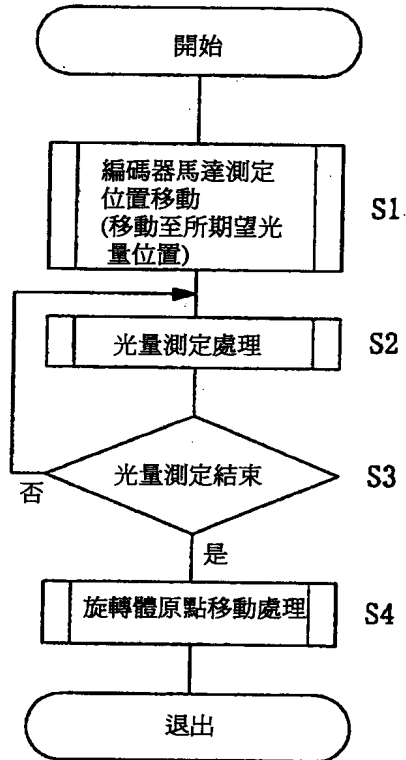 開始
編碼器馬達測定
位置移動
(移動至所期望光
量位置)
S1
光量測定處理
S2
光量測定結束
S3
否
是
旋轉體原點移動處理
S4
退出